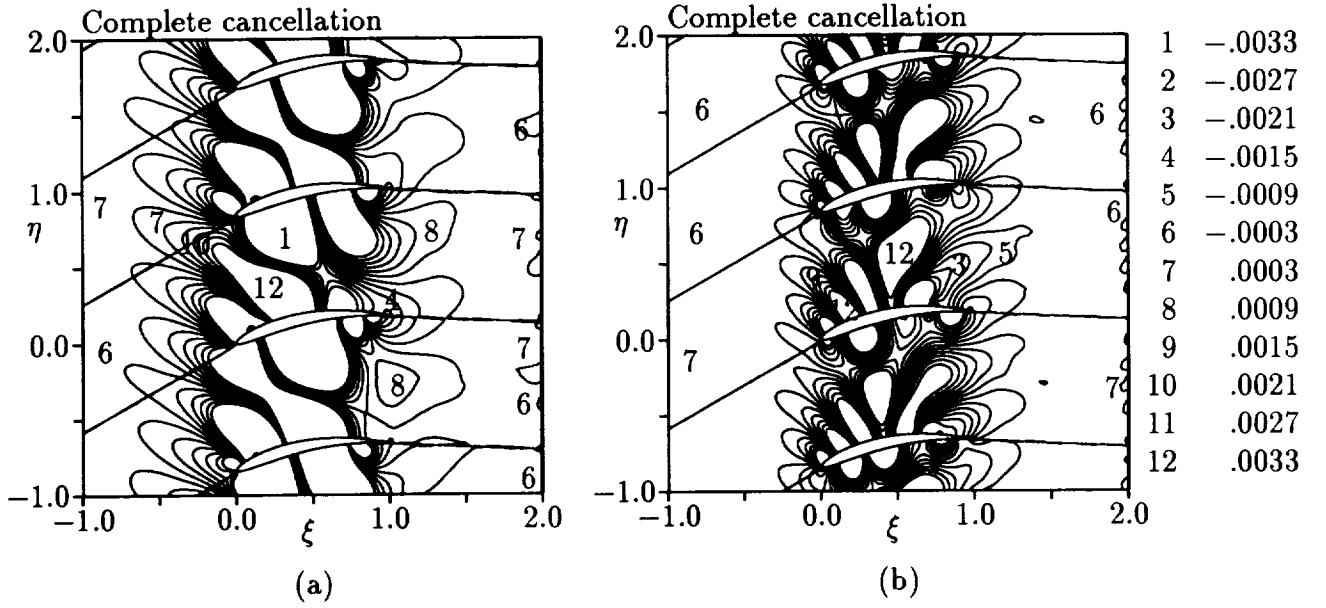 Complete cancellation
2.0
1.0
η
0.0
−1.0
−1.0 0.0 1.0 2.0
ξ
7 7 1 8 7
12 4
6 8 7
6
6
6
(a)
Complete cancellation
2.0
1.0
η
0.0
−1.0
−1.0 0.0 1.0 2.0
ξ
6 6
6 12 3 5 6
7 7
(b)
1 −.0033
2 −.0027
3 −.0021
4 −.0015
5 −.0009
6 −.0003
7 .0003
8 .0009
9 .0015
10 .0021
11 .0027
12 .0033